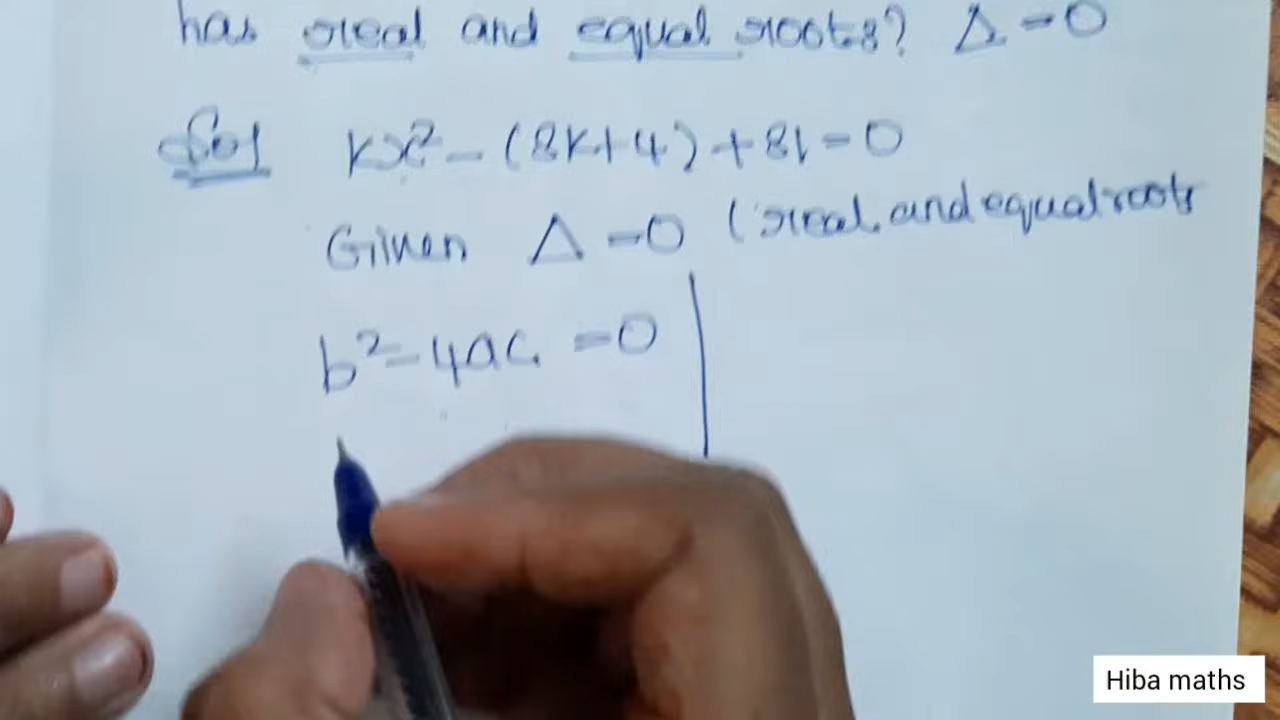 has real and equal roots? Δ=0
Sol kx²-(8k+4)+81=0
Given Δ=0 (real and equal roots
b²-4ac=0
Hiba maths